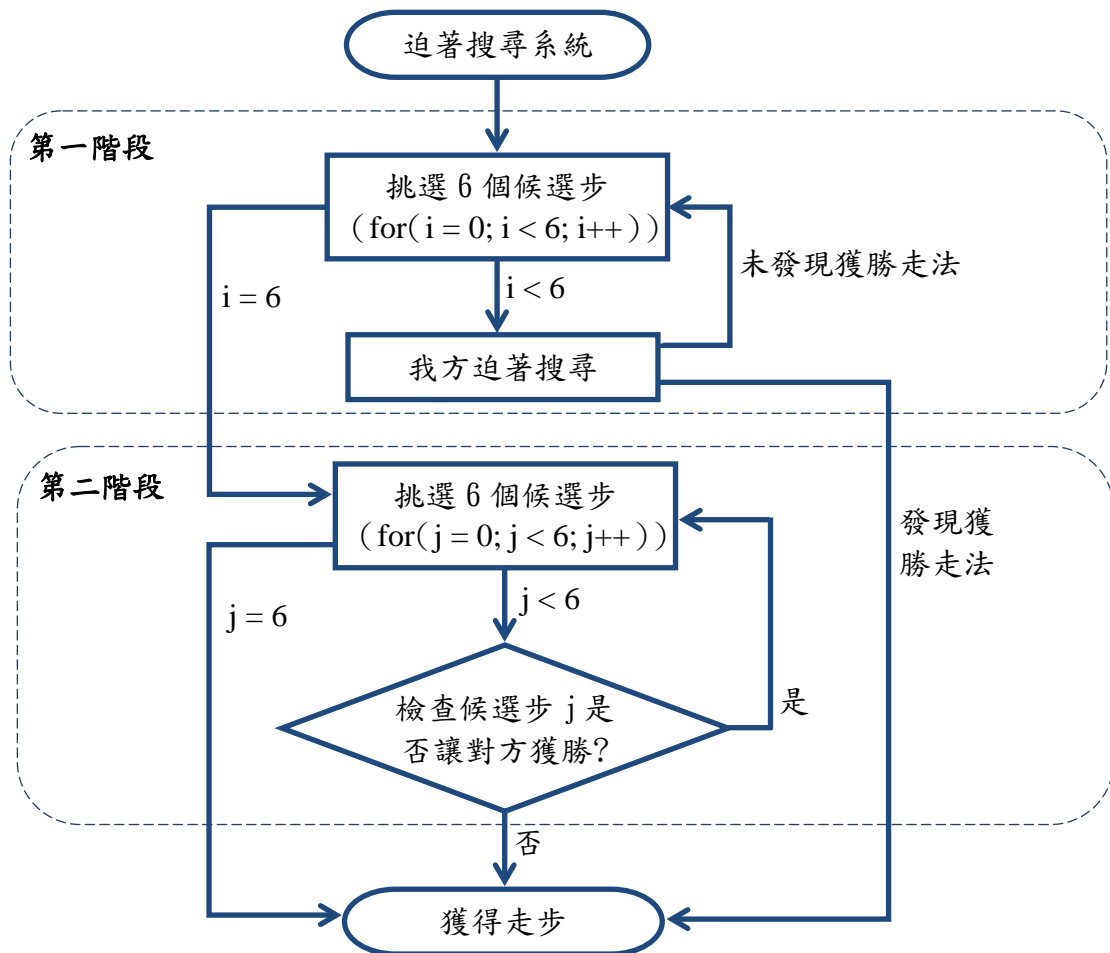 迫著搜尋系統
第一階段
挑選 6 個候選步
(for(i = 0; i < 6; i++))
未發現獲勝走法
i = 6
i < 6
我方迫著搜尋
第二階段
挑選 6 個候選步
(for(j = 0; j < 6; j++))
發現獲
勝走法
j = 6
j < 6
檢查候選步 j 是
否讓對方獲勝?
是
否
獲得走步